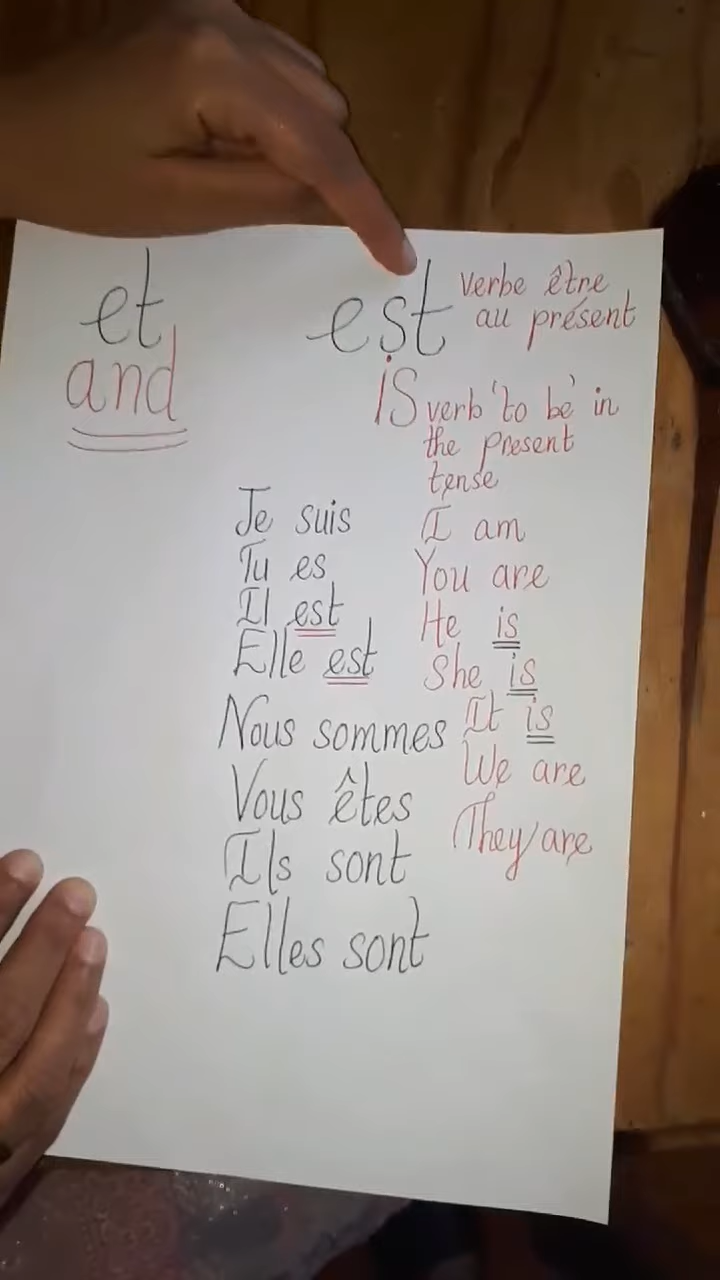 et
and
est
verbe être
au présent
is
verb 'to be' in
the present
tense
Je suis
Tu es
Il est
Elle est
Nous sommes
Vous êtes
Ils sont
Elles sont
I am
You are
He is
She is
It is
We are
They are